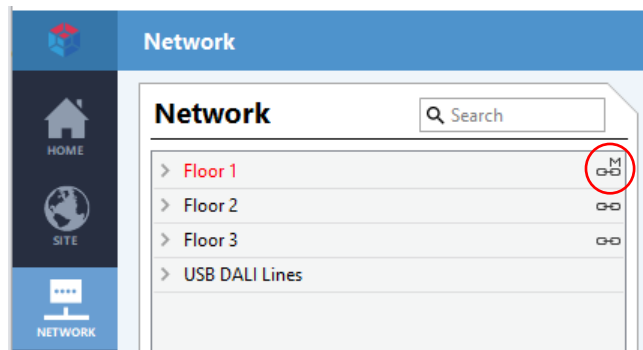 Network
HOME
SITE
NETWORK
Network
Search
Floor 1
M
Floor 2
Floor 3
USB DALI Lines